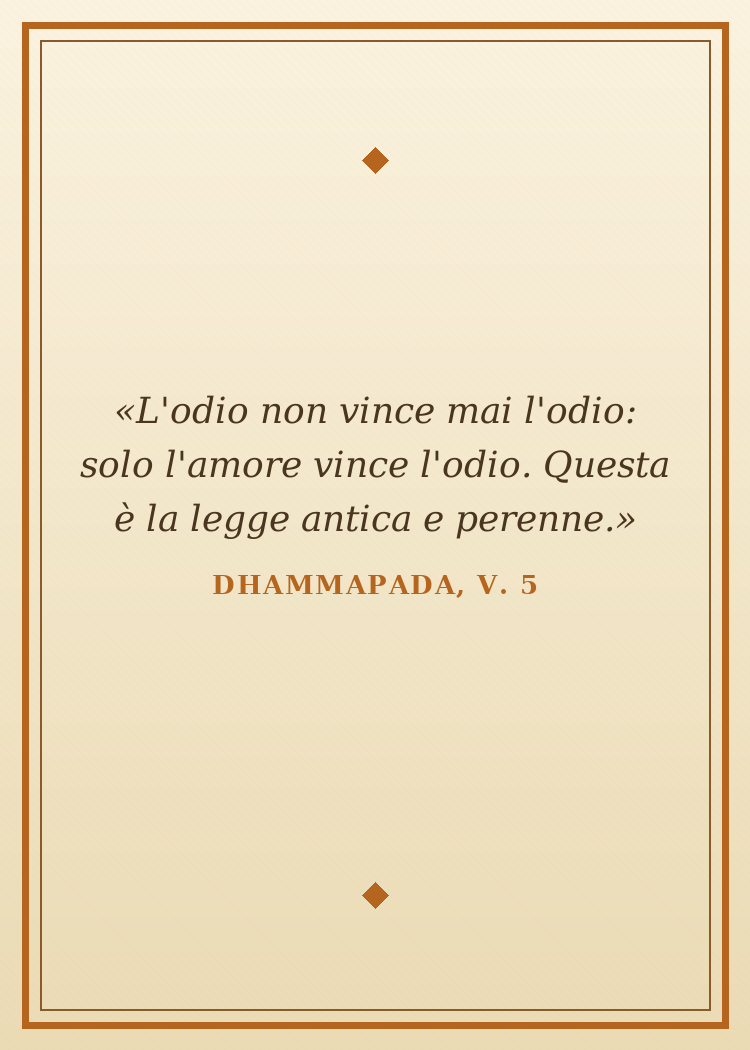 «L'odio non vince mai l'odio:
solo l'amore vince l'odio. Questa
è la legge antica e perenne.»
DHAMMAPADA, V. 5